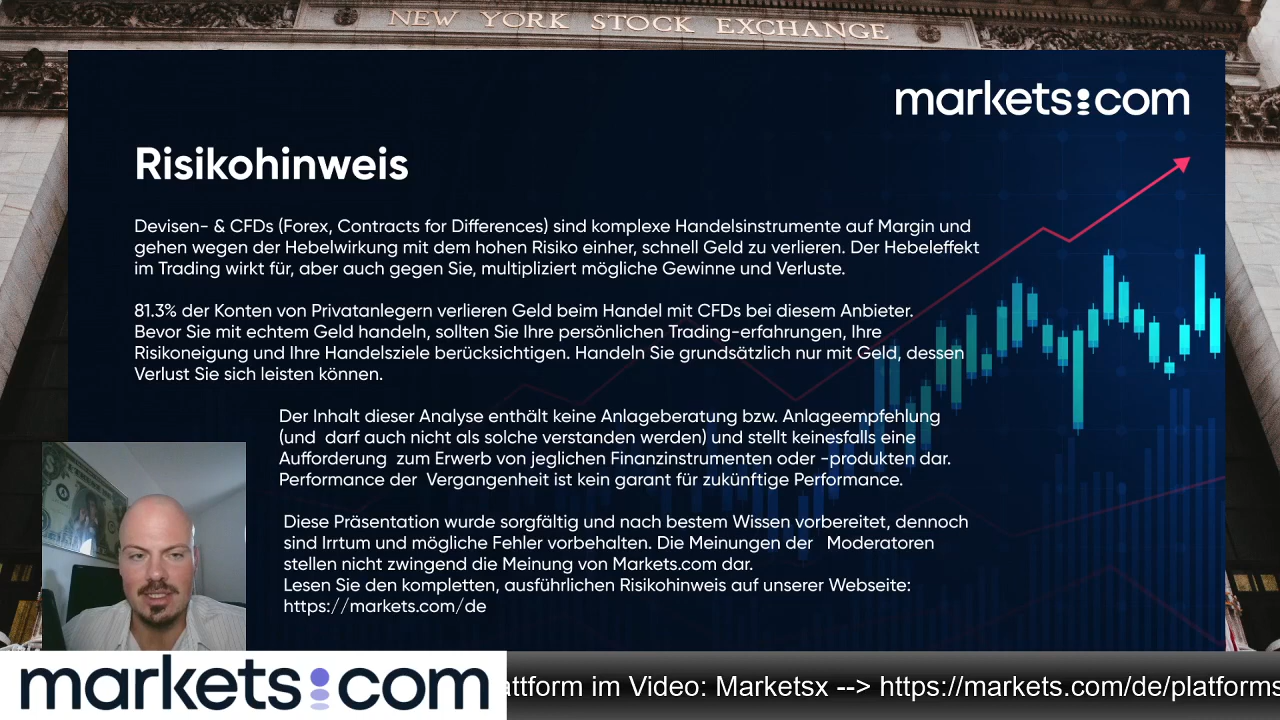 NEW YORK STOCK EXCHANGE
markets:com
Risikohinweis
Devisen- & CFDs (Forex, Contracts for Differences) sind komplexe Handelsinstrumente auf Margin und
gehen wegen der Hebelwirkung mit dem hohen Risiko einher, schnell Geld zu verlieren. Der Hebeleffekt
im Trading wirkt für, aber auch gegen Sie, multipliziert mögliche Gewinne und Verluste.
81.3% der Konten von Privatanlegern verlieren Geld beim Handel mit CFDs bei diesem Anbieter.
Bevor Sie mit echtem Geld handeln, sollten Sie Ihre persönlichen Trading-erfahrungen, Ihre
Risikoneigung und Ihre Handelsziele berücksichtigen. Handeln Sie grundsätzlich nur mit Geld, dessen
Verlust Sie sich leisten können.
Der Inhalt dieser Analyse enthält keine Anlageberatung bzw. Anlageempfehlung
(und darf auch nicht als solche verstanden werden) und stellt keinesfalls eine
Aufforderung zum Erwerb von jeglichen Finanzinstrumenten oder -produkten dar.
Performance der Vergangenheit ist kein garant für zukünftige Performance.
Diese Präsentation wurde sorgfältig und nach bestem Wissen vorbereitet, dennoch
sind Irrtum und mögliche Fehler vorbehalten. Die Meinungen der Moderatoren
stellen nicht zwingend die Meinung von Markets.com dar.
Lesen Sie den kompletten, ausführlichen Risikohinweis auf unserer Webseite:
https://markets.com/de
markets:com
attform im Video: Marketsx --> https://markets.com/de/platforms